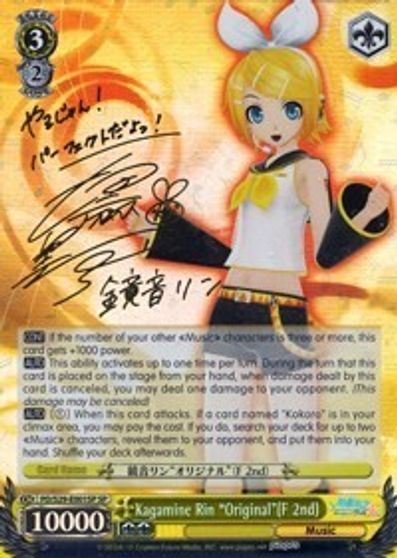 3
2
やるじゃん!
パーフェクトだよっ!
鏡音リン
CONT If the number of your other «Music» characters is three or more, this
card gets +1000 power.
AUTO This ability activates up to one time per turn. During the turn that this
card is placed on the stage from your hand, when damage dealt by this
card is canceled, you may deal one damage to your opponent. (This
damage may be canceled)
AUTO [(1)] When this card attacks, if a card named "Kokoro" is in your
climax area, you may pay the cost. If you do, search your deck for up to
two «Music» characters, reveal them to your opponent, and put them into
your hand. Shuffle your deck afterwards.
Card Name 鏡音リン"オリジナル"(F 2nd)
PD/S29-E001SP SP
10000
Kagamine Rin "Original"(F 2nd)
Music